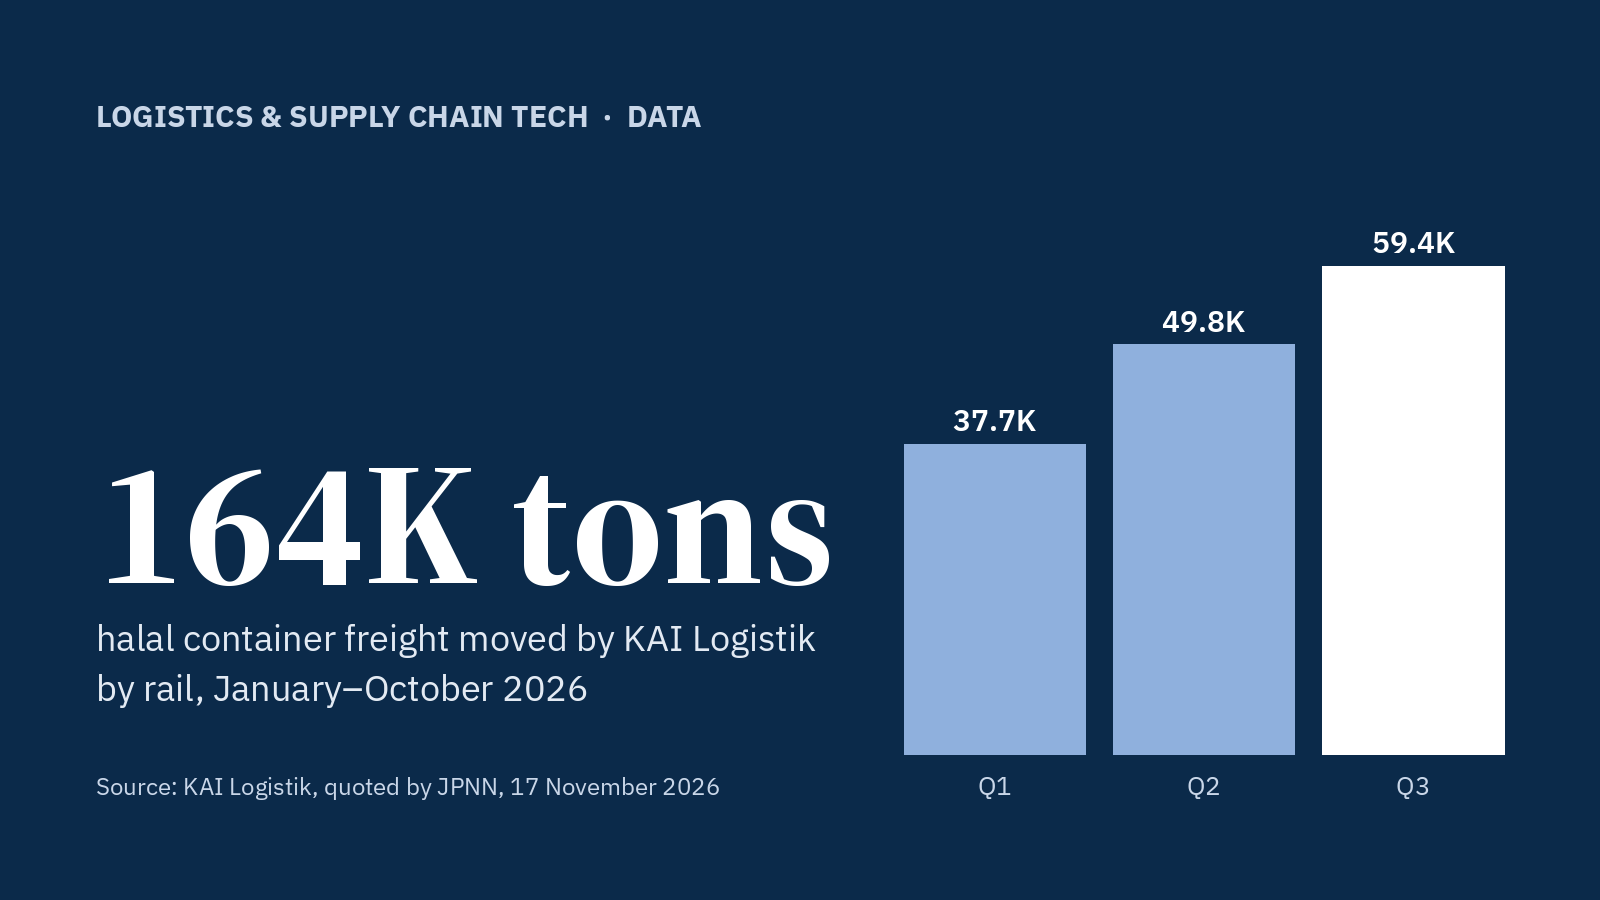 LOGISTICS & SUPPLY CHAIN TECH · DATA
164K tons
halal container freight moved by KAI Logistik
by rail, January–October 2026
Source: KAI Logistik, quoted by JPNN, 17 November 2026
37.7K
49.8K
59.4K
Q1
Q2
Q3